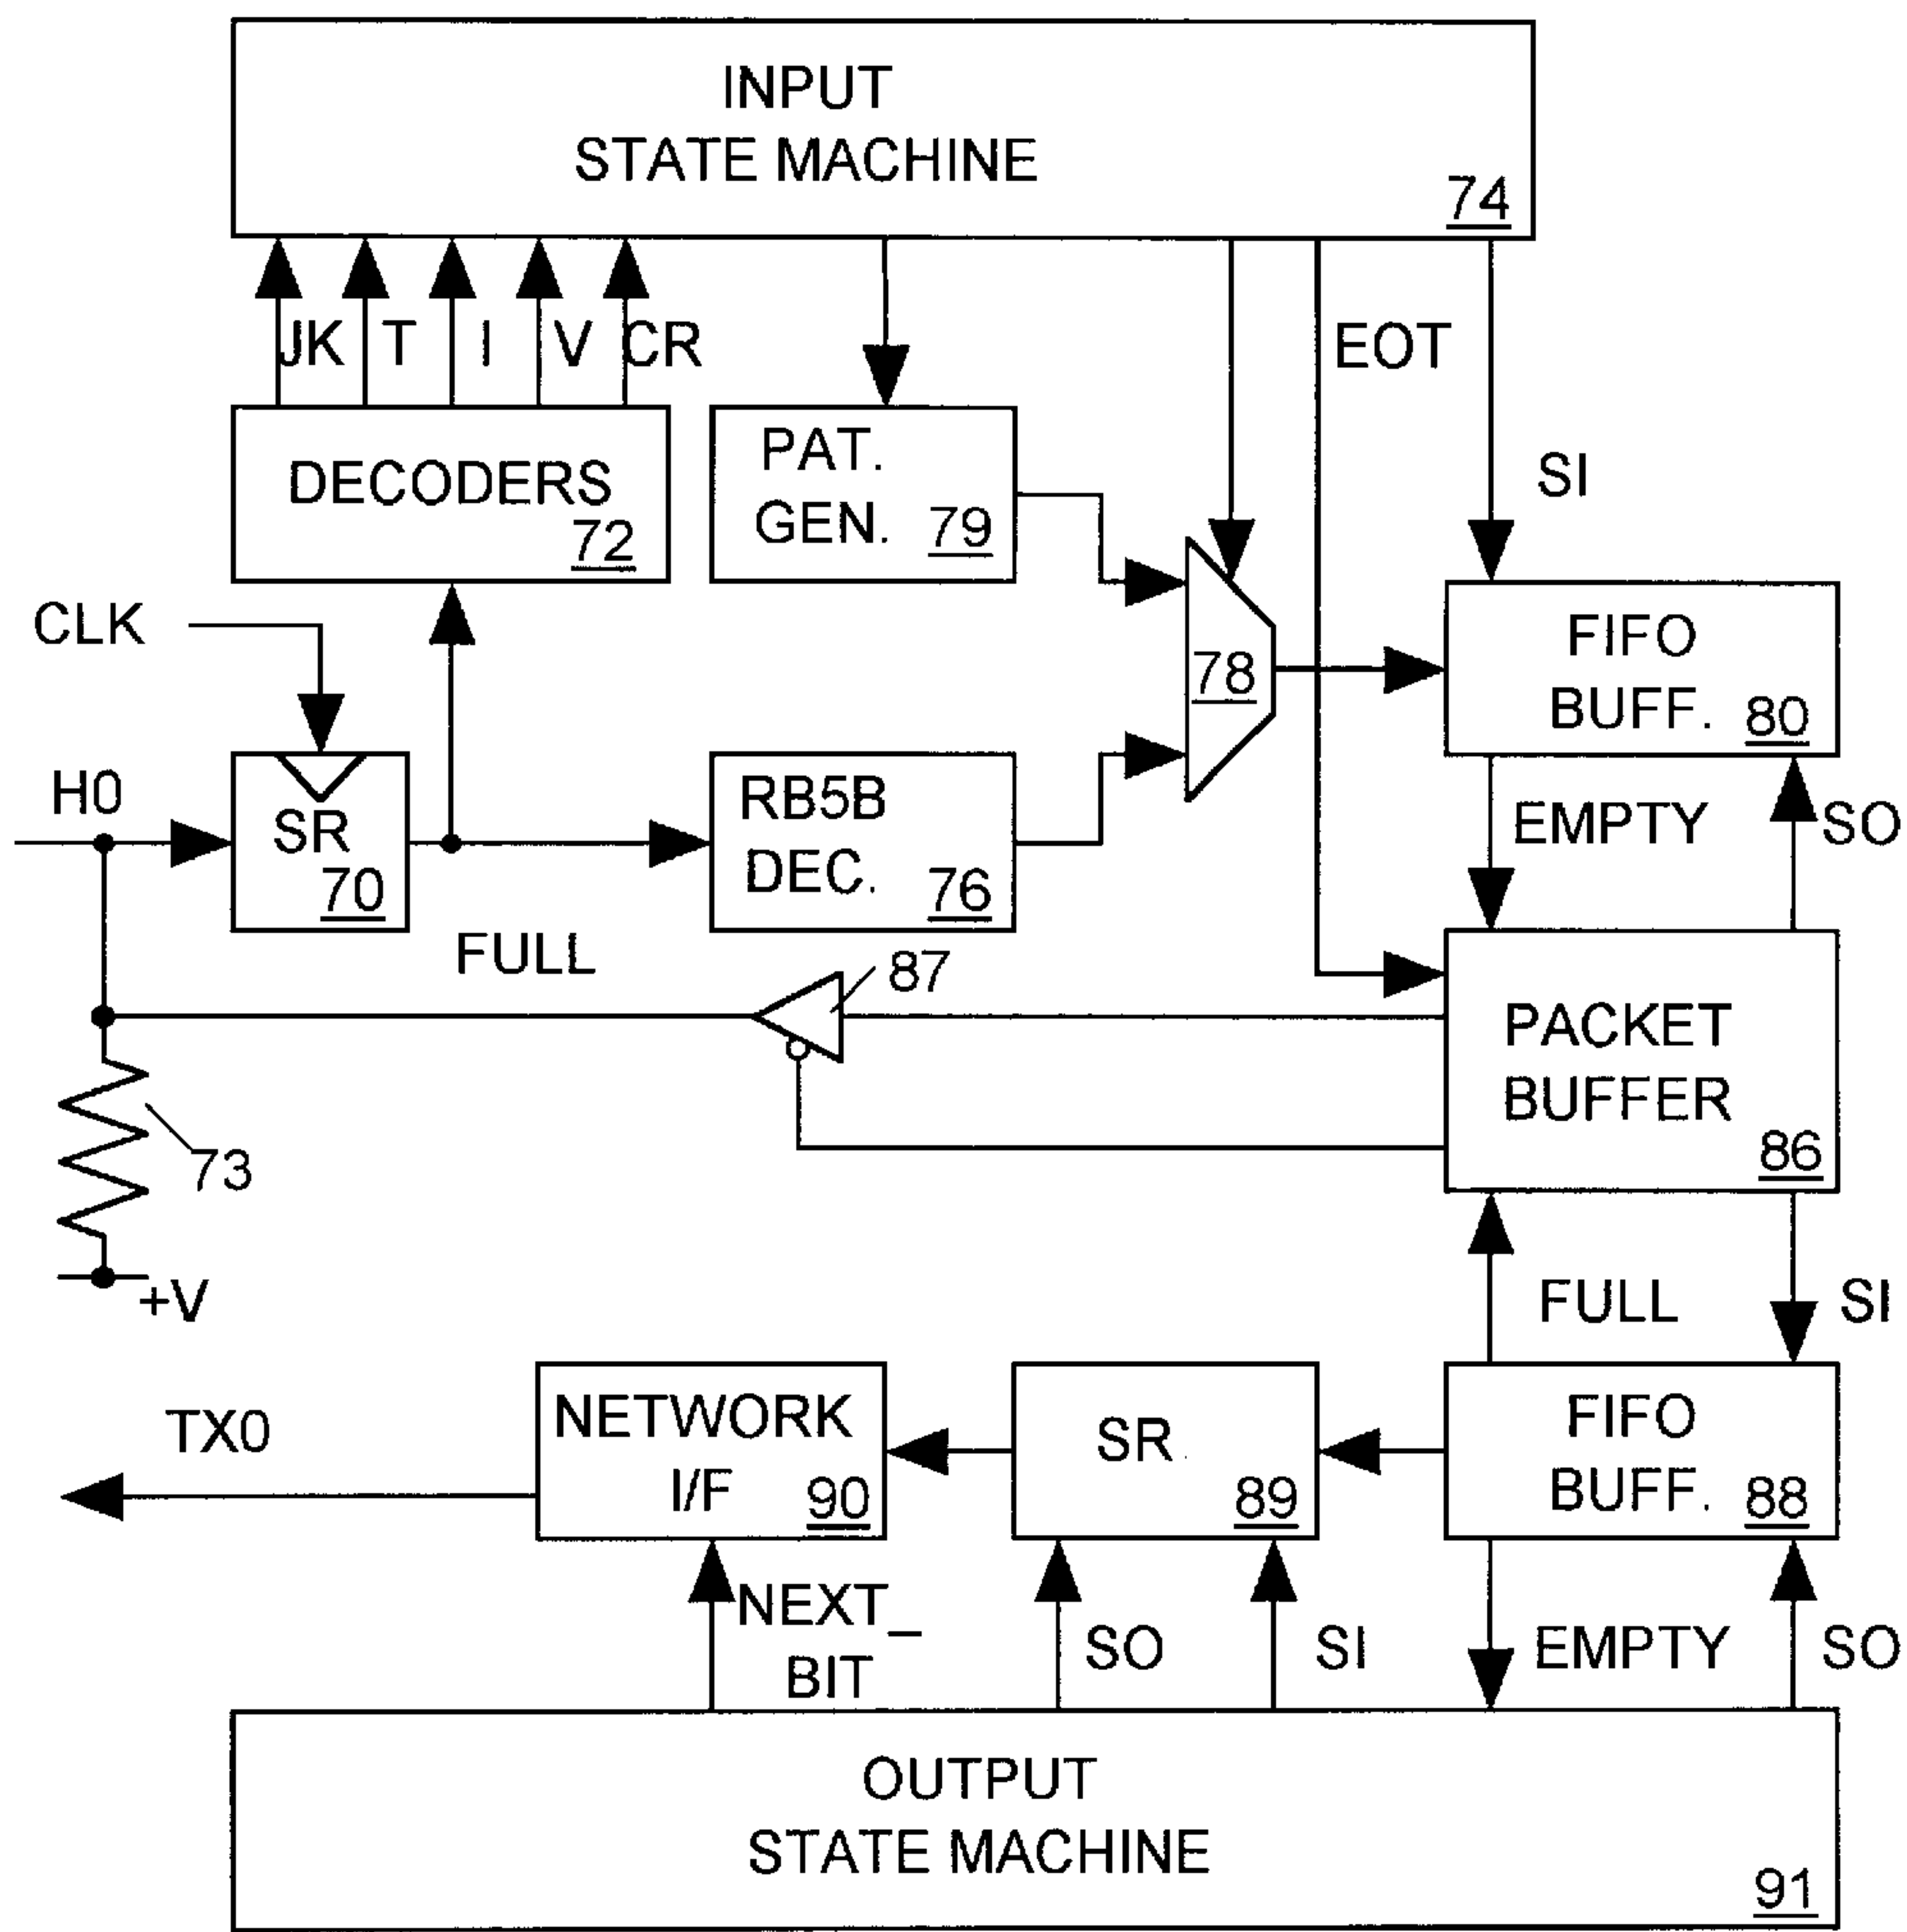 INPUT
STATE MACHINE
74
JK T I V CR
EOT
DECODERS
72
PAT.
GEN. 79
SI
CLK
78
FIFO
BUFF. 80
H0
SR
70
RB5B
DEC. 76
EMPTY
SO
FULL
87
PACKET
BUFFER
86
73
+V
FULL
SI
TX0
NETWORK
I/F 90
SR
89
FIFO
BUFF. 88
NEXT_
BIT
SO
SI
EMPTY
SO
OUTPUT
STATE MACHINE
91